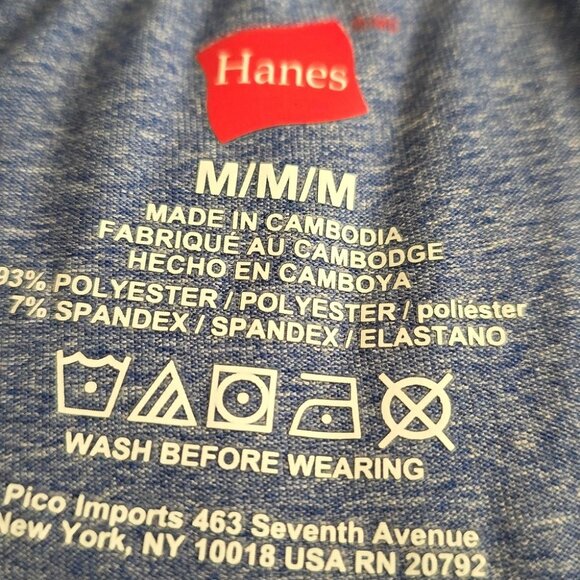 Hanes
M/M/M
MADE IN CAMBODIA
FABRIQUÉ AU CAMBODGE
HECHO EN CAMBOYA
93% POLYESTER / POLYESTER / poliéster
7% SPANDEX / SPANDEX / ELASTANO
WASH BEFORE WEARING
Pico Imports 463 Seventh Avenue
New York, NY 10018 USA RN 20792